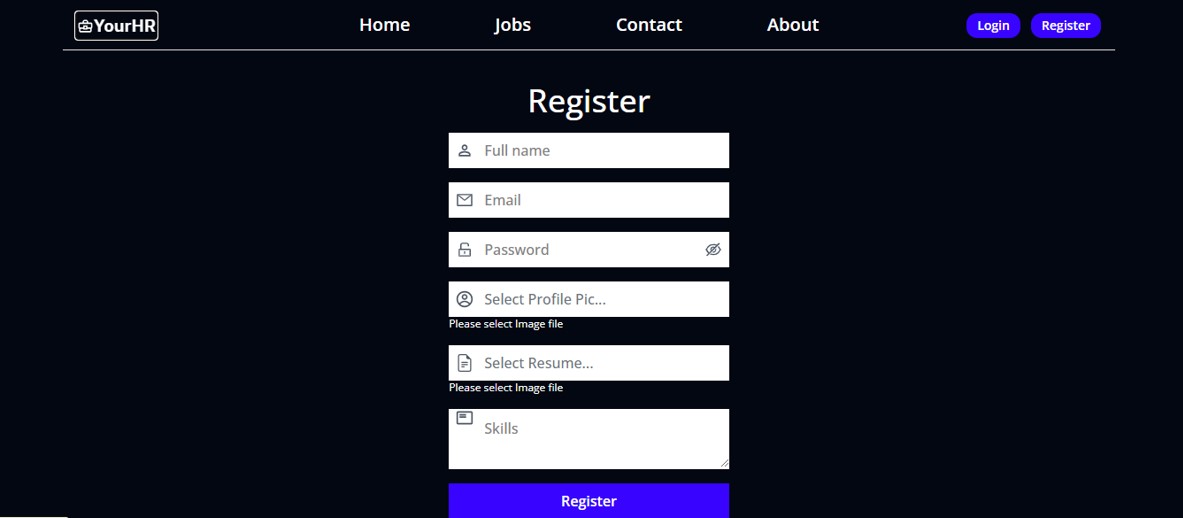 YourHR
Home Jobs Contact About
Login Register
Register
Full name
Email
Password
Select Profile Pic...
Please select Image file
Select Resume...
Please select Image file
Skills
Register